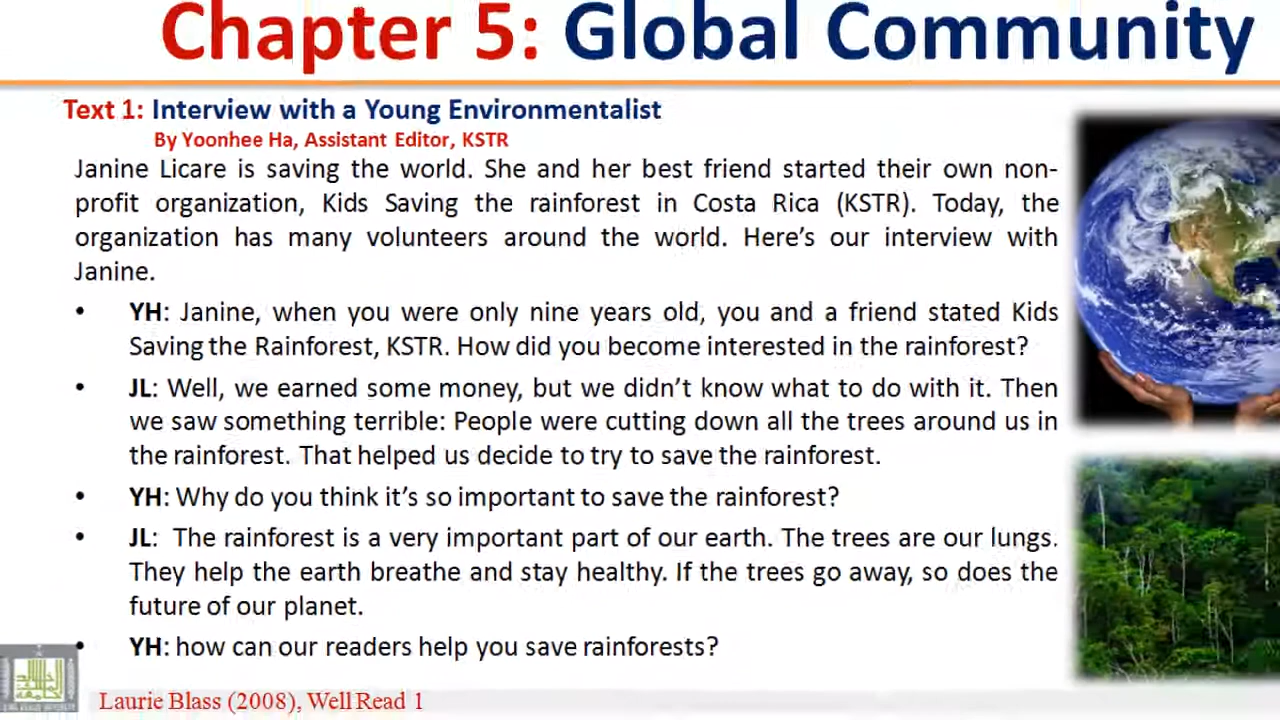 Chapter 5: Global Community
Text 1: Interview with a Young Environmentalist
By Yoonhee Ha, Assistant Editor, KSTR
Janine Licare is saving the world. She and her best friend started their own non-
profit organization, Kids Saving the rainforest in Costa Rica (KSTR). Today, the
organization has many volunteers around the world. Here's our interview with
Janine.
• YH: Janine, when you were only nine years old, you and a friend stated Kids
Saving the Rainforest, KSTR. How did you become interested in the rainforest?
• JL: Well, we earned some money, but we didn't know what to do with it. Then
we saw something terrible: People were cutting down all the trees around us in
the rainforest. That helped us decide to try to save the rainforest.
• YH: Why do you think it's so important to save the rainforest?
• JL: The rainforest is a very important part of our earth. The trees are our lungs.
They help the earth breathe and stay healthy. If the trees go away, so does the
future of our planet.
• YH: how can our readers help you save rainforests?
Laurie Blass (2008), Well Read 1